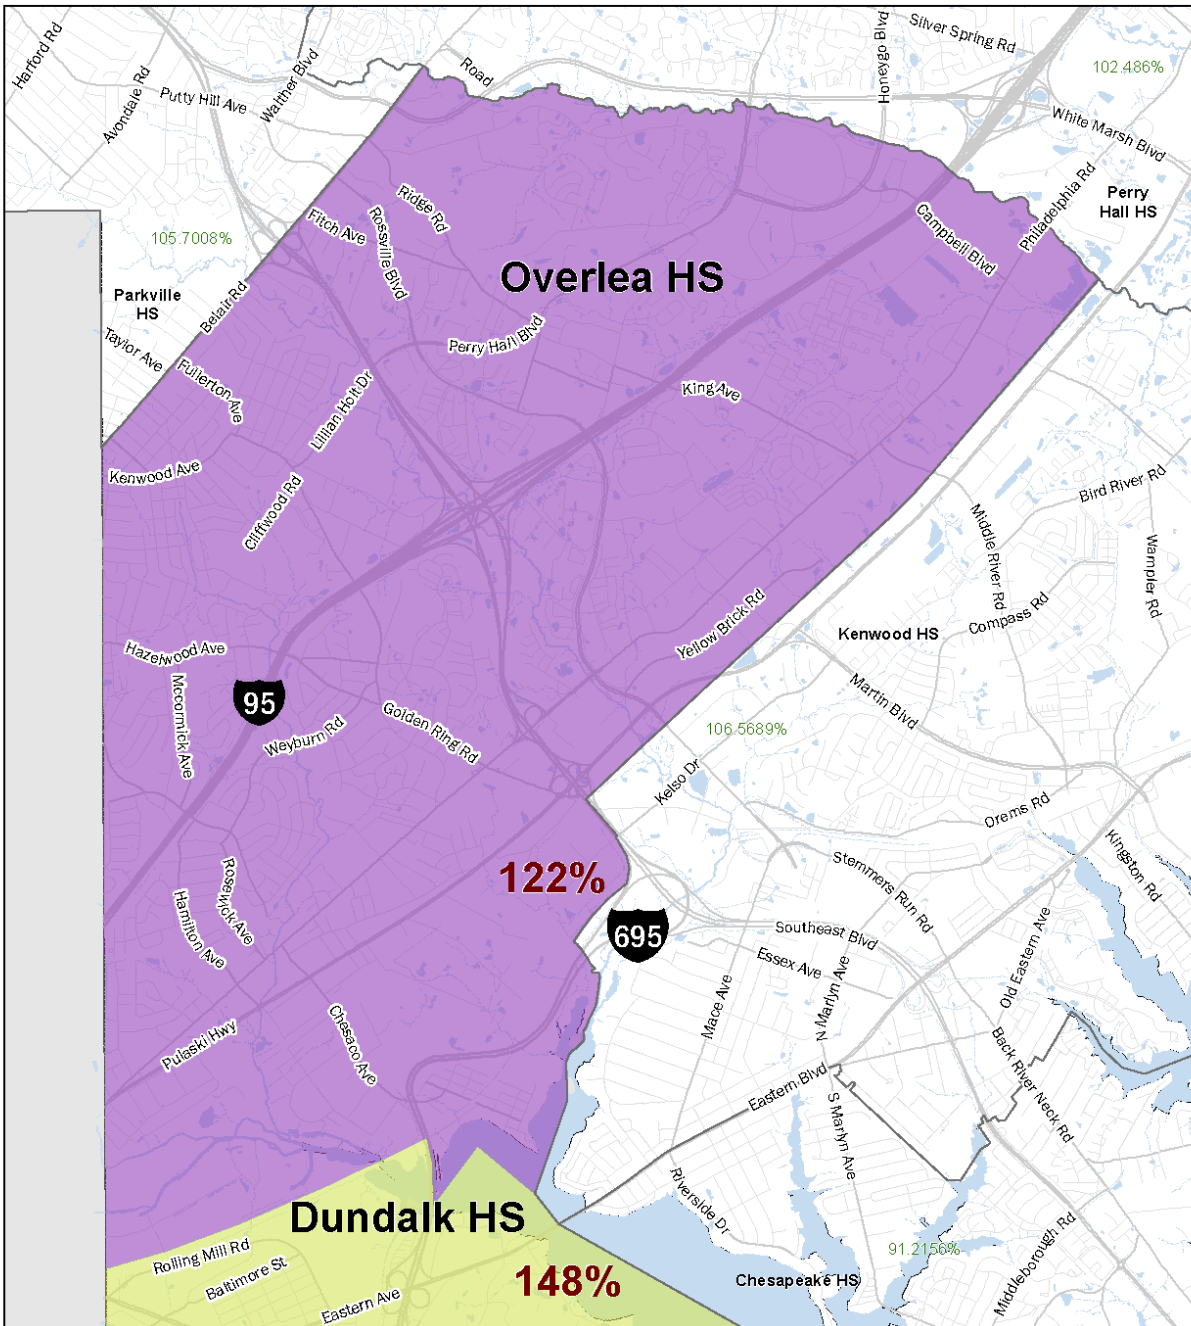 Harford Rd
Avondale Rd
Putty Hill Ave
Walther Blvd
Road
Honeygo Blvd
Silver Spring Rd
102.486%
White Marsh Blvd
Philadelphia Rd
Perry
Hall HS
Campbell Blvd
Ridge Rd
Rossville Blvd
Fitch Ave
105.7008%
Overlea HS
Parkville
HS
Belair Rd
Taylor Ave
Fullerton Ave
Perry Hall Blvd
King Ave
Lillian Holt Dr
Kenwood Ave
Cliffwood Rd
Bird River Rd
Middle River Rd
Wampler Rd
Compass Rd
Yellow Brick Rd
Kenwood HS
Hazelwood Ave
Mccormick Ave
95
Weyburn Rd
Golden Ring Rd
Martin Blvd
106.5689%
Kelso Dr
Orems Rd
Kingston Rd
Stemmers Run Rd
122%
Rosewick Ave
Hamilton Ave
695
Southeast Blvd
Essex Ave
Old Eastern Ave
Mace Ave
N Marlyn Ave
Pulaski Hwy
Chesaco Ave
Back River Neck Rd
Eastern Blvd
S Marlyn Ave
Riverside Dr
Dundalk HS
Rolling Mill Rd
Baltimore St
Eastern Ave
148%
91.2156%
Chesapeake HS
Middleborough Rd